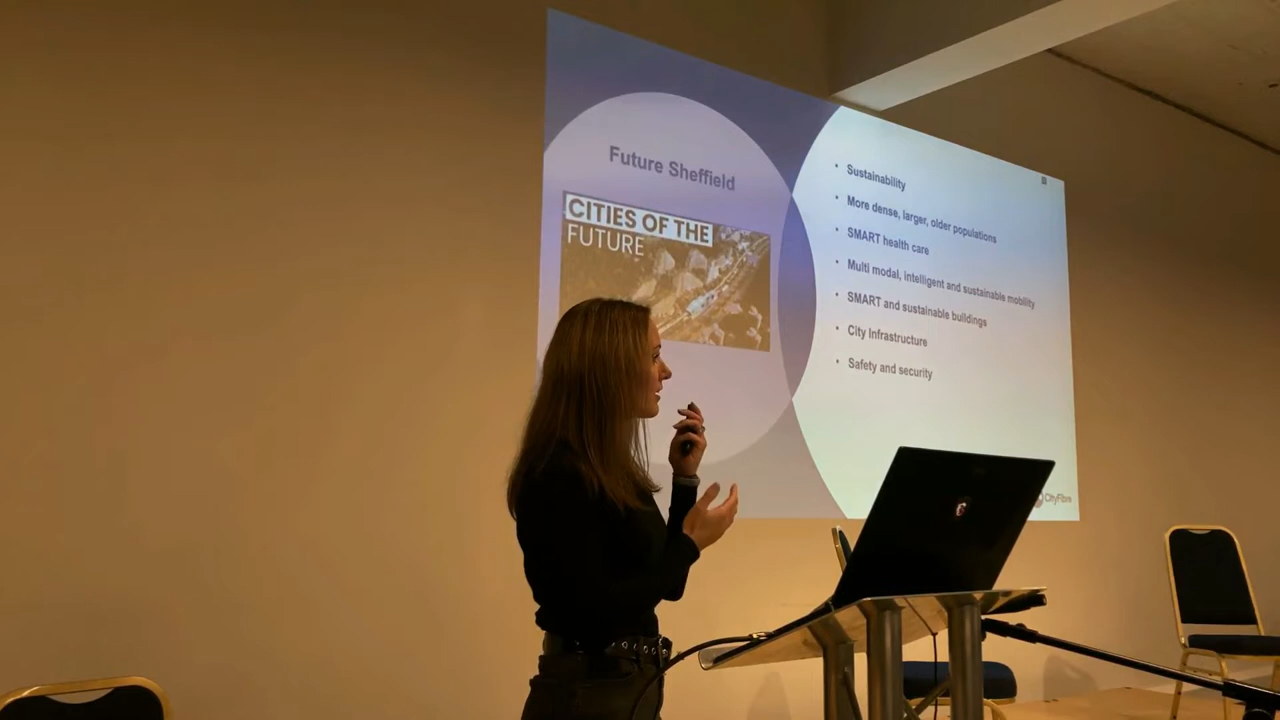 Future Sheffield
CITIES OF THE
FUTURE
• Sustainability
• More dense, larger, older populations
• SMART health care
• Multi modal, intelligent and sustainable mobility
• SMART and sustainable buildings
• City Infrastructure
• Safety and security
CityFibre